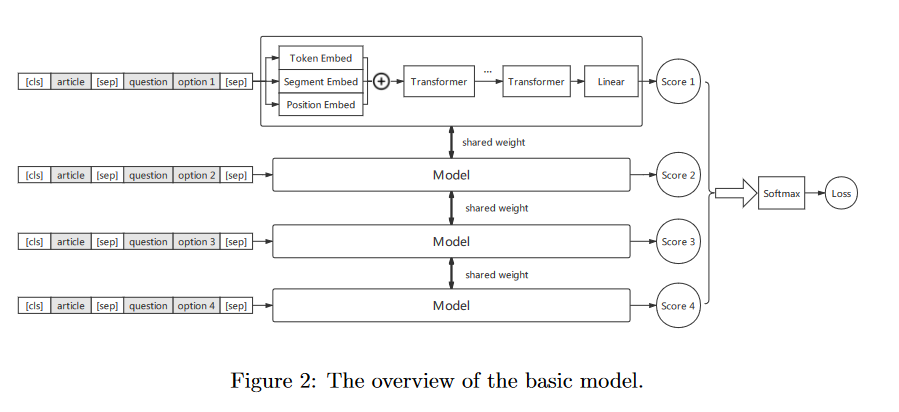 Token Embed
[cls] article [sep] question option 1 [sep] Segment Embed Transformer ... Transformer Linear Score 1
Position Embed
shared weight
[cls] article [sep] question option 2 [sep] Model Score 2
Softmax Loss
shared weight
[cls] article [sep] question option 3 [sep] Model Score 3
shared weight
[cls] article [sep] question option 4 [sep] Model Score 4
Figure 2: The overview of the basic model.